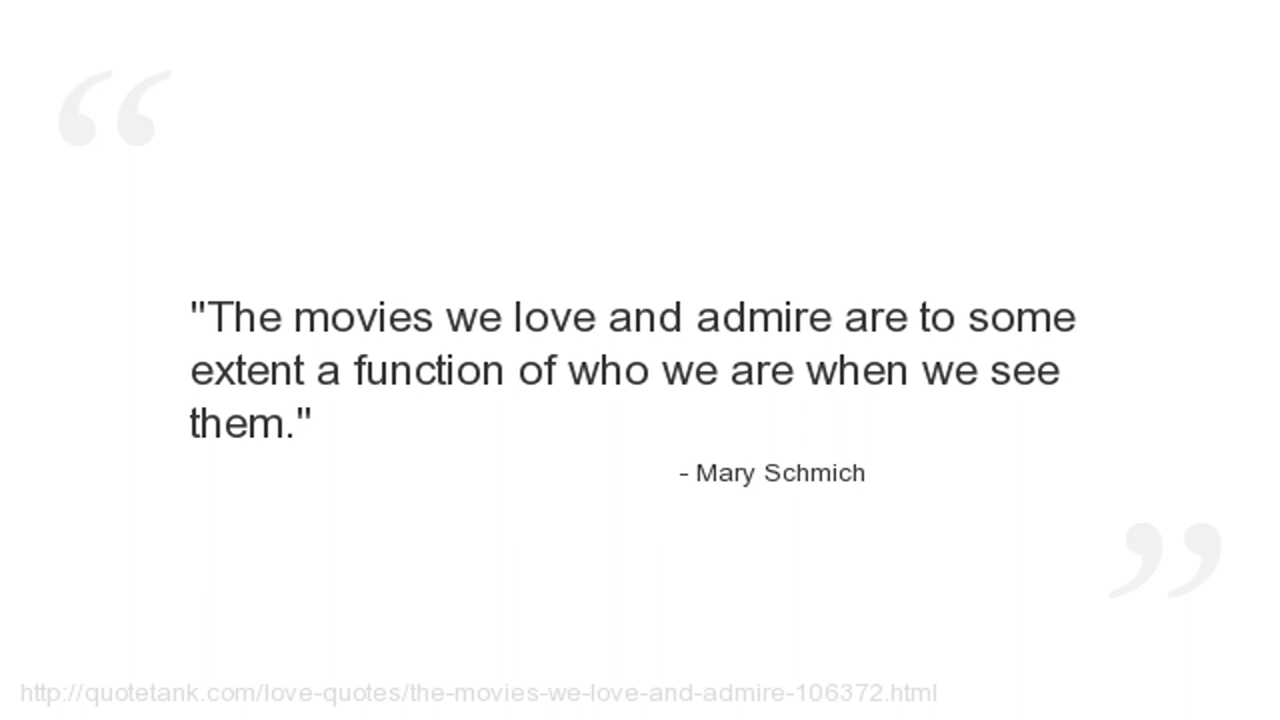 "The movies we love and admire are to some
extent a function of who we are when we see
them."
- Mary Schmich
http://quotetank.com/love-quotes/the-movies-we-love-and-admire-106372.html